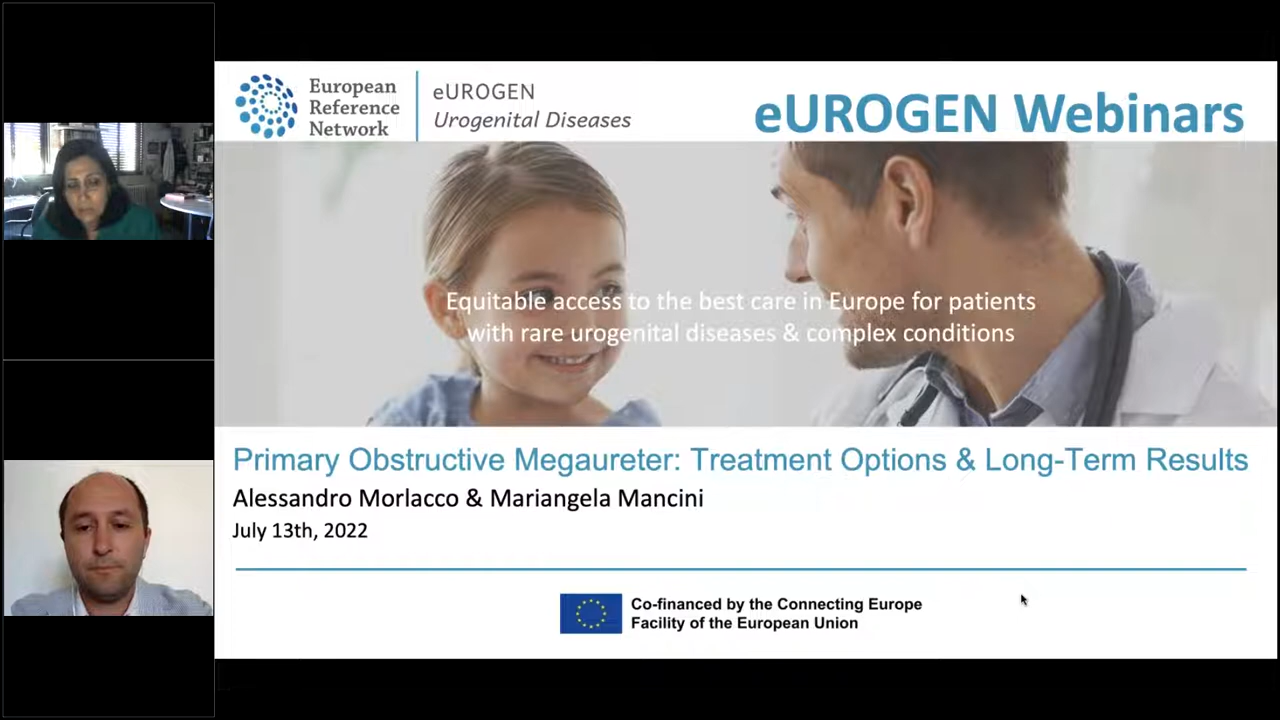 European
Reference
Network
eUROGEN
Urogenital Diseases
eUROGEN Webinars
Equitable access to the best care in Europe for patients
with rare urogenital diseases & complex conditions
Primary Obstructive Megaureter: Treatment Options & Long-Term Results
Alessandro Morlacco & Mariangela Mancini
July 13th, 2022
Co-financed by the Connecting Europe
Facility of the European Union